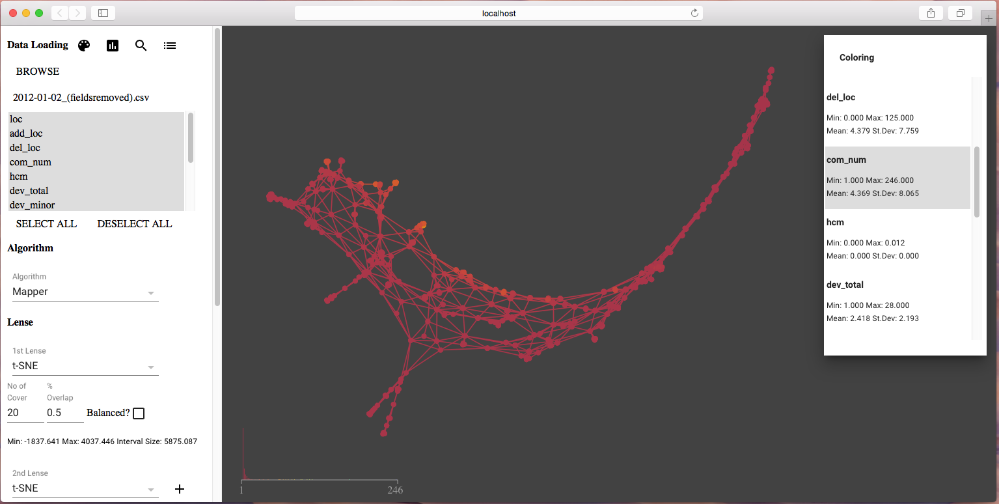 localhost
Data Loading
BROWSE
2012-01-02_(fieldsremoved).csv
loc
add_loc
del_loc
com_num
hcm
dev_total
dev_minor
SELECT ALL DESELECT ALL
Algorithm
Algorithm
Mapper
Lense
1st Lense
t-SNE
No of %
Cover Overlap
20 0.5 Balanced?
Min: -1837.641 Max: 4037.446 Interval Size: 5875.087
2nd Lense
t-SNE
1 246
Coloring
del_loc
Min: 0.000 Max: 125.000
Mean: 4.379 St.Dev: 7.759
com_num
Min: 1.000 Max: 246.000
Mean: 4.369 St.Dev: 8.065
hcm
Min: 0.000 Max: 0.012
Mean: 0.000 St.Dev: 0.000
dev_total
Min: 1.000 Max: 28.000
Mean: 2.418 St.Dev: 2.193